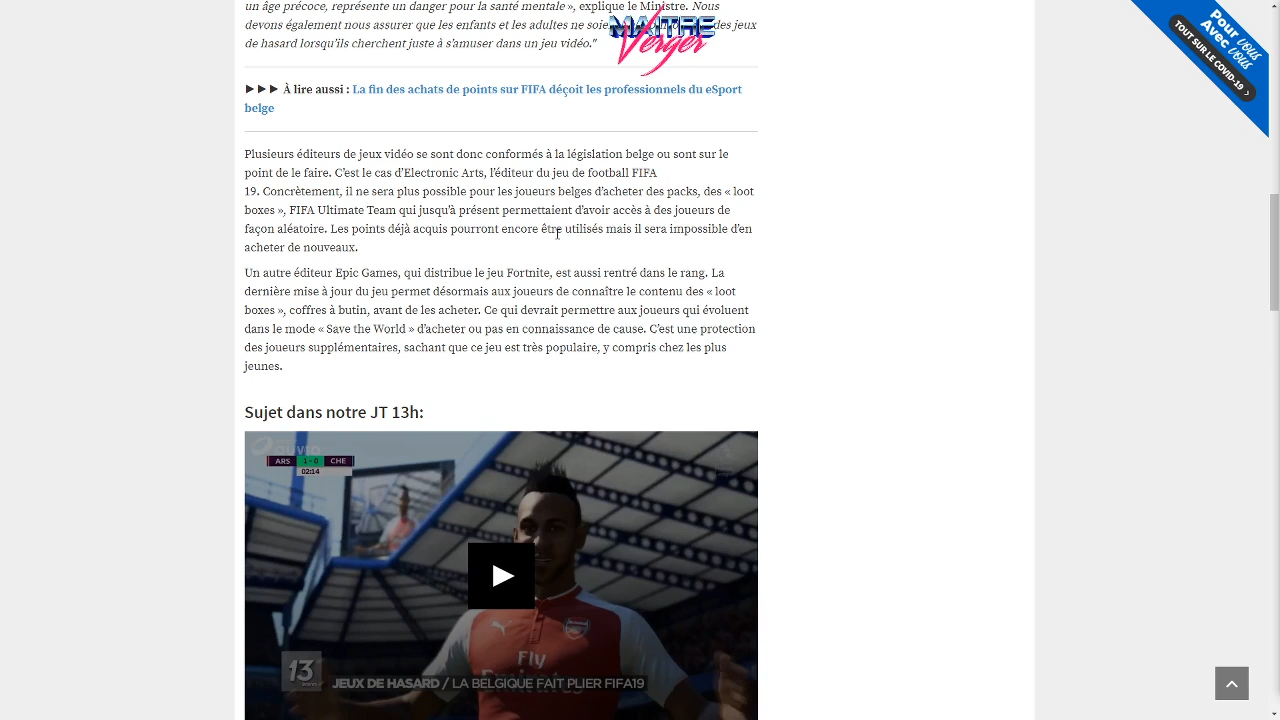 un âge précoce, représente un danger pour la santé mentale », explique le Ministre. Nous
devons également nous assurer que les enfants et les adultes ne soie des jeux
de hasard lorsqu'ils cherchent juste à s'amuser dans un jeu vidéo."
MAITRE
Verger
Pour vous
Avec vous
TOUT SUR LE COVID-19 ›
►►► À lire aussi : La fin des achats de points sur FIFA déçoit les professionnels du eSport
belge
Plusieurs éditeurs de jeux vidéo se sont donc conformés à la législation belge ou sont sur le
point de le faire. C’est le cas d’Electronic Arts, l’éditeur du jeu de football FIFA
19. Concrètement, il ne sera plus possible pour les joueurs belges d’acheter des packs, des « loot
boxes », FIFA Ultimate Team qui jusqu’à présent permettaient d’avoir accès à des joueurs de
façon aléatoire. Les points déjà acquis pourront encore être utilisés mais il sera impossible d’en
acheter de nouveaux.
Un autre éditeur Epic Games, qui distribue le jeu Fortnite, est aussi rentré dans le rang. La
dernière mise à jour du jeu permet désormais aux joueurs de connaître le contenu des « loot
boxes », coffres à butin, avant de les acheter. Ce qui devrait permettre aux joueurs qui évoluent
dans le mode « Save the World » d’acheter ou pas en connaissance de cause. C’est une protection
des joueurs supplémentaires, sachant que ce jeu est très populaire, y compris chez les plus
jeunes.
Sujet dans notre JT 13h:
auvio
ARS 1 - 0 CHE
02:14
Fly
Emirates
13
JEUX DE HASARD / LA BELGIQUE FAIT PLIER FIFA19